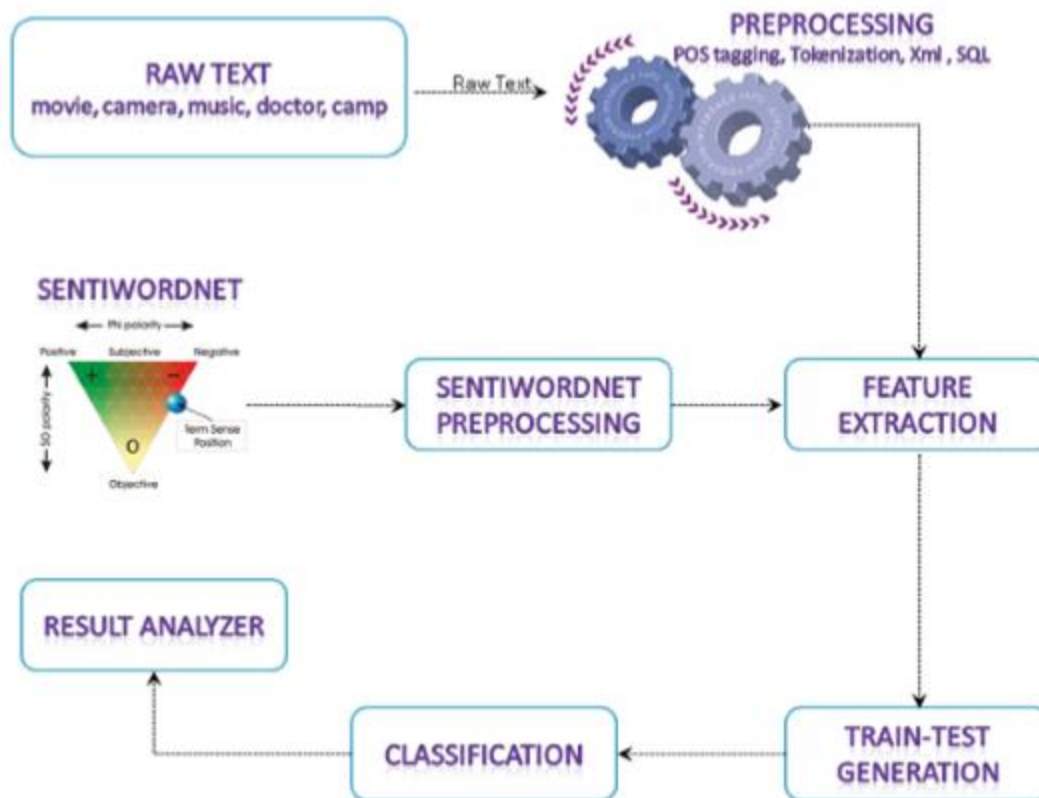 RAW TEXT
movie, camera, music, doctor, camp
Raw Text
PREPROCESSING
POS tagging, Tokenization, Xml , SQL
SENTIWORDNET
PN polarity
Positive
Subjective
Negative
+
−
SO polarity
Term Sense
Position
O
Objective
SENTIWORDNET
PREPROCESSING
FEATURE
EXTRACTION
RESULT ANALYZER
CLASSIFICATION
TRAIN-TEST
GENERATION